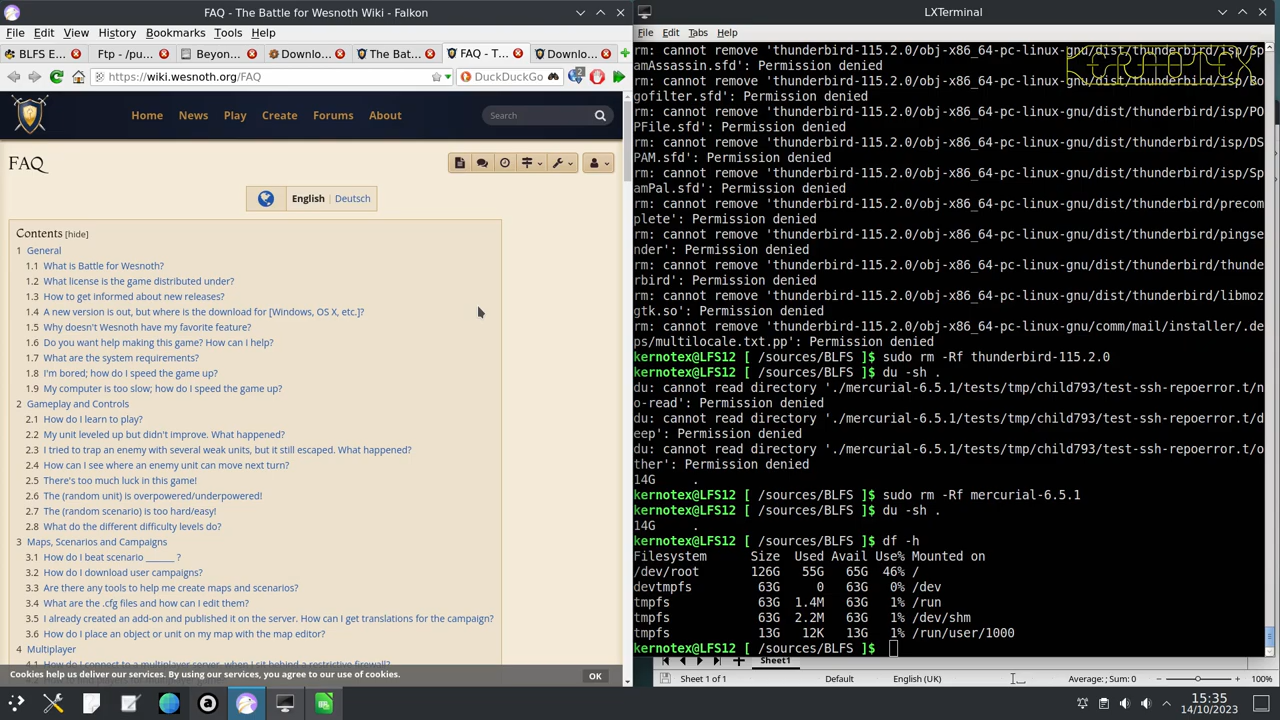 FAQ - The Battle for Wesnoth Wiki - Falkon
File Edit View History Bookmarks Tools Help
BLFS E... Ftp - /pu... Beyon... Downlo... The Bat... FAQ - T... Downlo...
https://wiki.wesnoth.org/FAQ
DuckDuckGo
2
Home News Play Create Forums About
Search
FAQ
English | Deutsch
Contents [hide]
1 General
1.1 What is Battle for Wesnoth?
1.2 What license is the game distributed under?
1.3 How to get informed about new releases?
1.4 A new version is out, but where is the download for [Windows, OS X, etc.]?
1.5 Why doesn't Wesnoth have my favorite feature?
1.6 Do you want help making this game? How can I help?
1.7 What are the system requirements?
1.8 I'm bored; how do I speed the game up?
1.9 My computer is too slow; how do I speed the game up?
2 Gameplay and Controls
2.1 How do I learn to play?
2.2 My unit leveled up but didn't improve. What happened?
2.3 I tried to trap an enemy with several weak units, but it still escaped. What happened?
2.4 How can I see where an enemy unit can move next turn?
2.5 There's too much luck in this game!
2.6 The (random unit) is overpowered/underpowered!
2.7 The (random scenario) is too hard/easy!
2.8 What do the different difficulty levels do?
3 Maps, Scenarios and Campaigns
3.1 How do I beat scenario ______ ?
3.2 How do I download user campaigns?
3.3 Are there any tools to help me create maps and scenarios?
3.4 What are the .cfg files and how can I edit them?
3.5 I already created an add-on and published it on the server. How can I get translations for the campaign?
3.6 How do I place an object or unit on my map with the map editor?
4 Multiplayer
4.1 How do I connect to a multiplayer server, when I sit behind a restrictive firewall?
Cookies help us deliver our services. By using our services, you agree to our use of cookies.
OK
LXTerminal
File Edit Tabs Help
rm: cannot remove 'thunderbird-115.2.0/obj-x86_64-pc-linux-gnu/dist/thunderbird/isp/Sp
amAssassin.sfd': Permission denied
rm: cannot remove 'thunderbird-115.2.0/obj-x86_64-pc-linux-gnu/dist/thunderbird/isp/Bo
gofilter.sfd': Permission denied
rm: cannot remove 'thunderbird-115.2.0/obj-x86_64-pc-linux-gnu/dist/thunderbird/isp/PO
PFile.sfd': Permission denied
rm: cannot remove 'thunderbird-115.2.0/obj-x86_64-pc-linux-gnu/dist/thunderbird/isp/DS
PAM.sfd': Permission denied
rm: cannot remove 'thunderbird-115.2.0/obj-x86_64-pc-linux-gnu/dist/thunderbird/isp/Sp
amPal.sfd': Permission denied
rm: cannot remove 'thunderbird-115.2.0/obj-x86_64-pc-linux-gnu/dist/thunderbird/precom
plete': Permission denied
rm: cannot remove 'thunderbird-115.2.0/obj-x86_64-pc-linux-gnu/dist/thunderbird/pingse
nder': Permission denied
rm: cannot remove 'thunderbird-115.2.0/obj-x86_64-pc-linux-gnu/dist/thunderbird/thunde
rbird': Permission denied
rm: cannot remove 'thunderbird-115.2.0/obj-x86_64-pc-linux-gnu/dist/thunderbird/libmoz
gtk.so': Permission denied
rm: cannot remove 'thunderbird-115.2.0/obj-x86_64-pc-linux-gnu/comm/mail/installer/.de
ps/multilocale.txt.pp': Permission denied
kernotex@LFS12 [ /sources/BLFS ]$ sudo rm -Rf thunderbird-115.2.0
kernotex@LFS12 [ /sources/BLFS ]$ du -sh .
du: cannot read directory './mercurial-6.5.1/tests/tmp/child793/test-ssh-repoerror.t/n
o-read': Permission denied
du: cannot read directory './mercurial-6.5.1/tests/tmp/child793/test-ssh-repoerror.t/d
eep': Permission denied
du: cannot read directory './mercurial-6.5.1/tests/tmp/child793/test-ssh-repoerror.t/o
ther': Permission denied
14G .
kernotex@LFS12 [ /sources/BLFS ]$ sudo rm -Rf mercurial-6.5.1
kernotex@LFS12 [ /sources/BLFS ]$ du -sh .
14G .
kernotex@LFS12 [ /sources/BLFS ]$ df -h
Filesystem Size Used Avail Use% Mounted on
/dev/root 126G 55G 65G 46% /
devtmpfs 63G 0 63G 0% /dev
tmpfs 63G 1.4M 63G 1% /run
tmpfs 63G 2.2M 63G 1% /dev/shm
tmpfs 13G 12K 13G 1% /run/user/1000
kernotex@LFS12 [ /sources/BLFS ]$
KERNOTEX
Sheet1
Sheet 1 of 1 Default English (UK) Average: ; Sum: 0 100%
15:35
14/10/2023